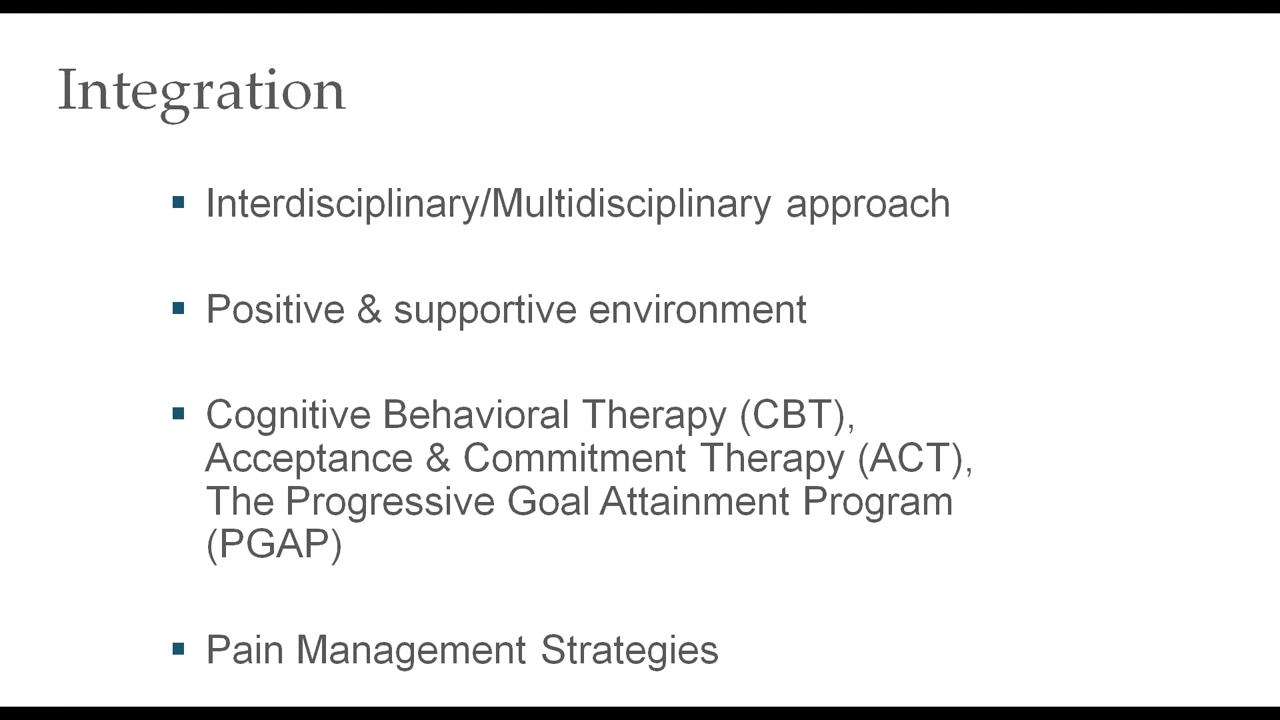 Integration
Interdisciplinary/Multidisciplinary approach
Positive & supportive environment
Cognitive Behavioral Therapy (CBT),
Acceptance & Commitment Therapy (ACT),
The Progressive Goal Attainment Program
(PGAP)
Pain Management Strategies